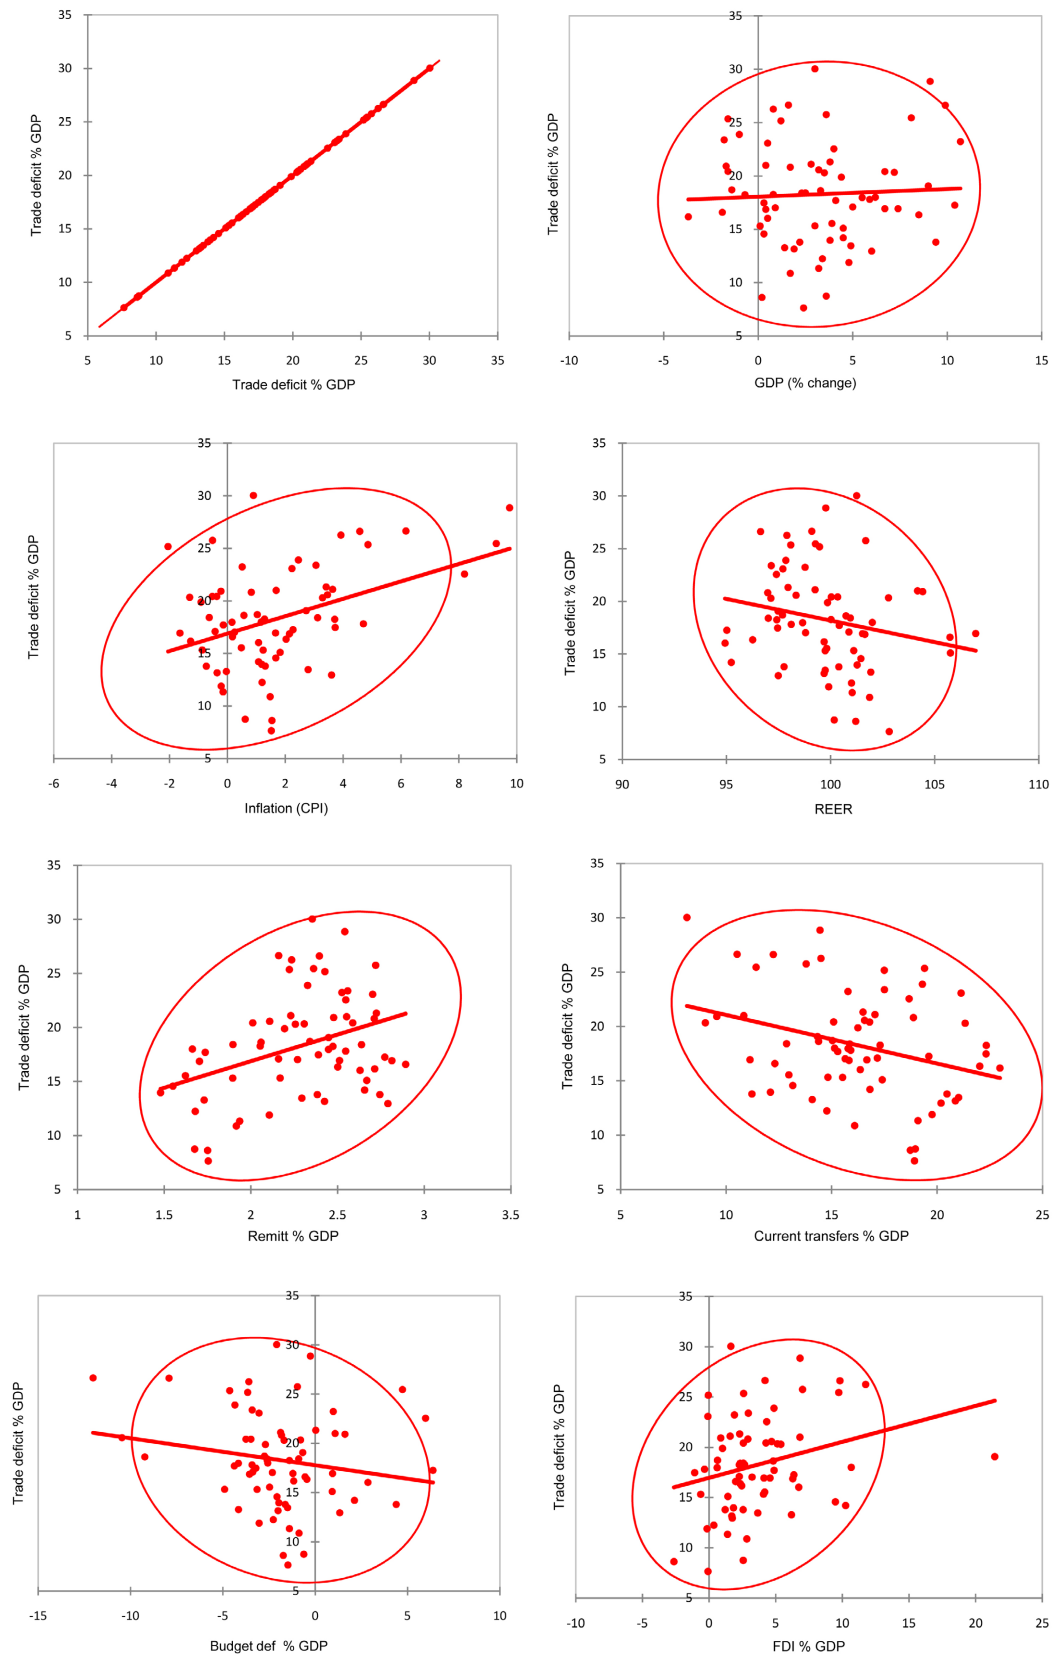 35
30
25
20
15
10
5
5 10 15 20 25 30 35
Trade deficit % GDP
Trade deficit % GDP
35
30
25
20
15
10
5
-10 -5 0 5 10 15
GDP (% change)
Trade deficit % GDP
35
30
25
20
15
10
5
-6 -4 -2 0 2 4 6 8 10
Inflation (CPI)
Trade deficit % GDP
35
30
25
20
15
10
5
90 95 100 105 110
REER
Trade deficit % GDP
35
30
25
20
15
10
5
1 1.5 2 2.5 3 3.5
Remitt % GDP
Trade deficit % GDP
35
30
25
20
15
10
5
5 10 15 20 25
Current transfers % GDP
Trade deficit % GDP
35
30
25
20
15
10
5
-15 -10 -5 0 5 10
Budget def % GDP
Trade deficit % GDP
35
30
25
20
15
10
5
-10 -5 0 5 10 15 20 25
FDI % GDP
Trade deficit % GDP